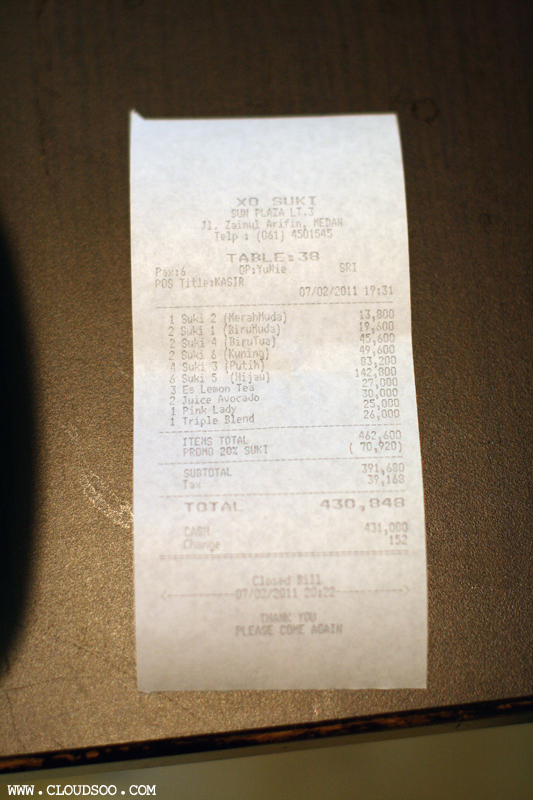 XO SUKI
SUN PLAZA LT.3
Jl. Zainul Arifin, MEDAN
Telp : (061) 4501545
TABLE:38
Pax:6 OP:YuNie SRI
POS Title:KASIR
07/02/2011 19:31
1 Suki 2 (MerahMuda) 13,800
2 Suki 1 (BiruMuda) 19,600
2 Suki 4 (BiruTua) 45,600
2 Suki 6 (Kuning) 49,600
4 Suki 3 (Putih) 83,200
6 Suki 5 (Hijau) 142,800
3 Es Lemon Tea 27,000
2 Juice Avocado 30,000
1 Pink Lady 25,000
1 Triple Blend 26,000
ITEMS TOTAL 462,600
PROMO 20% SUKI ( 70,920)
SUBTOTAL 391,680
Tax 39,168
TOTAL 430,848
CASH 431,000
Change 152
Closed Bill
<----------07/02/2011 20:22---------->
THANK YOU
PLEASE COME AGAIN
WWW.CLOUDSOO.COM